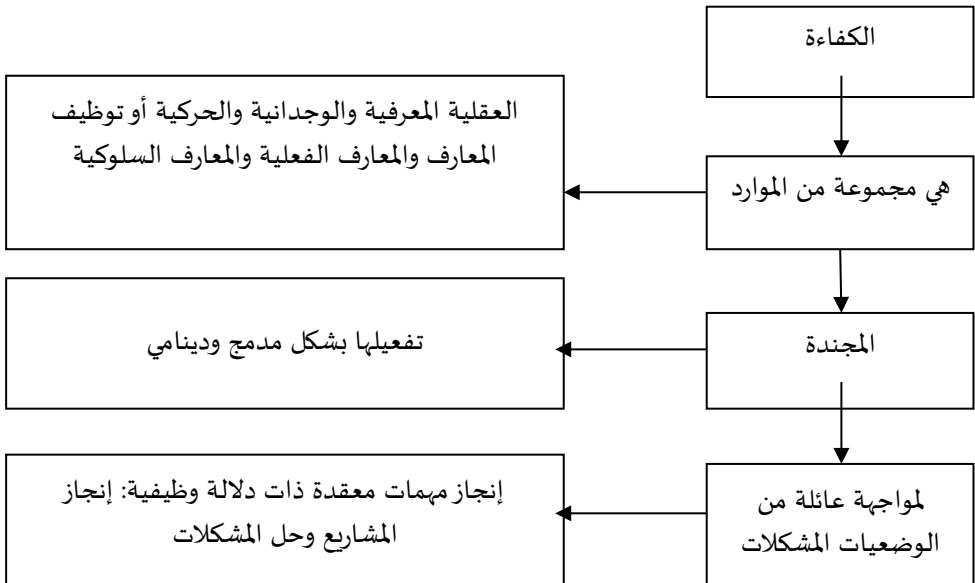 الكفاءة
العقلية المعرفية والوجدانية والحركية أو توظيف
المعارف والمعارف الفعلية والمعارف السلوكية
هي مجموعة من الموارد
تفعيلها بشكل مدمج ودينامي
المجندة
إنجاز مهمات معقدة ذات دلالة وظيفية: إنجاز
المشاريع وحل المشكلات
لمواجهة عائلة من
الوضعيات المشكلات